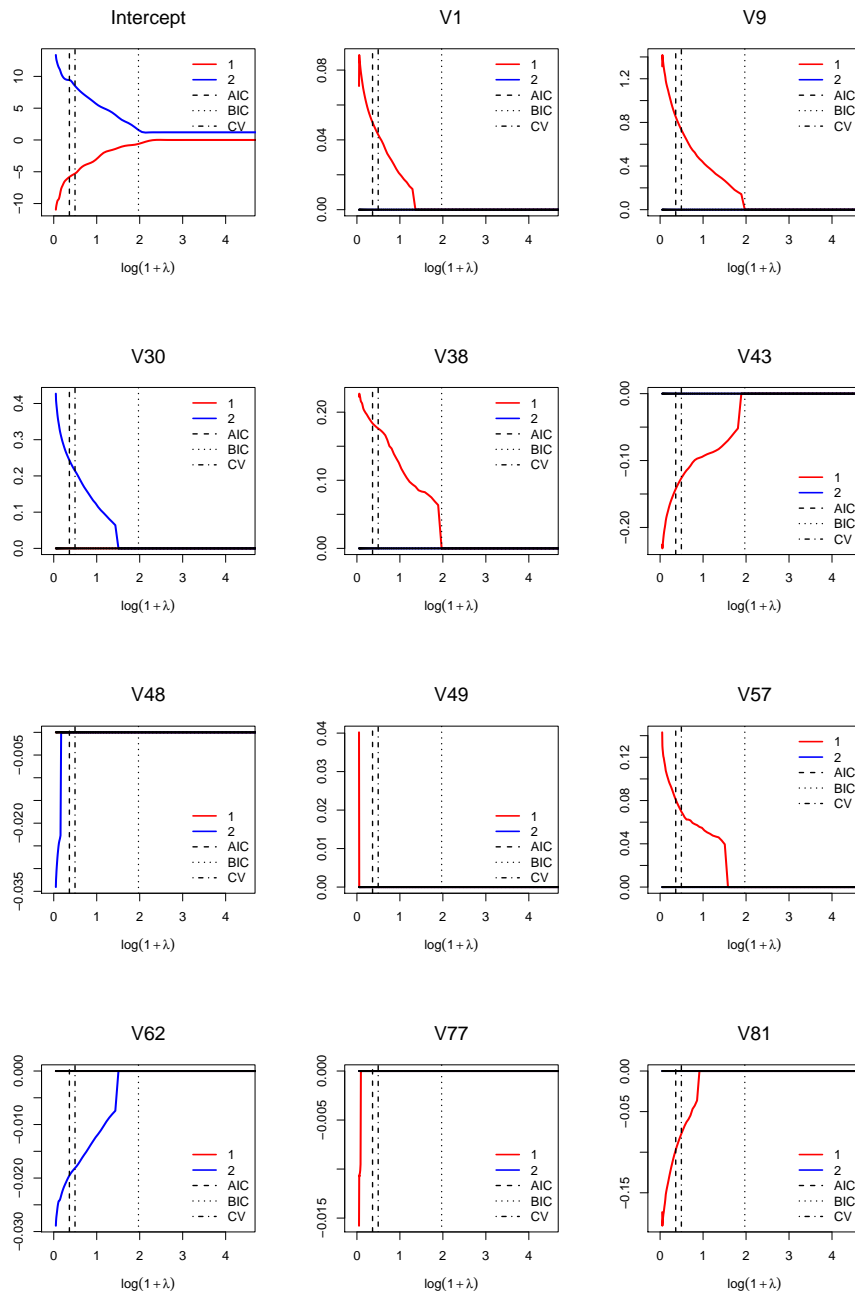 Intercept
V1
V9
−10 −5 0 5 10
0 1 2 3 4
log(1+λ)
1
2
AIC
BIC
CV
0.00 0.04 0.08
0 1 2 3 4
log(1+λ)
1
2
AIC
BIC
CV
0.0 0.4 0.8 1.2
0 1 2 3 4
log(1+λ)
1
2
AIC
BIC
CV
V30
V38
V43
0.0 0.1 0.2 0.3 0.4
0 1 2 3 4
log(1+λ)
1
2
AIC
BIC
CV
0.00 0.10 0.20
0 1 2 3 4
log(1+λ)
1
2
AIC
BIC
CV
−0.20 −0.10 0.00
0 1 2 3 4
log(1+λ)
1
2
AIC
BIC
CV
V48
V49
V57
−0.035 −0.020 −0.005
0 1 2 3 4
log(1+λ)
1
2
AIC
BIC
CV
0.00 0.01 0.02 0.03 0.04
0 1 2 3 4
log(1+λ)
1
2
AIC
BIC
CV
0.00 0.04 0.08 0.12
0 1 2 3 4
log(1+λ)
1
2
AIC
BIC
CV
V62
V77
V81
−0.030 −0.020 −0.010 0.000
0 1 2 3 4
log(1+λ)
1
2
AIC
BIC
CV
−0.015 −0.005 0.000
0 1 2 3 4
log(1+λ)
1
2
AIC
BIC
CV
−0.15 −0.05 0.00
0 1 2 3 4
log(1+λ)
1
2
AIC
BIC
CV